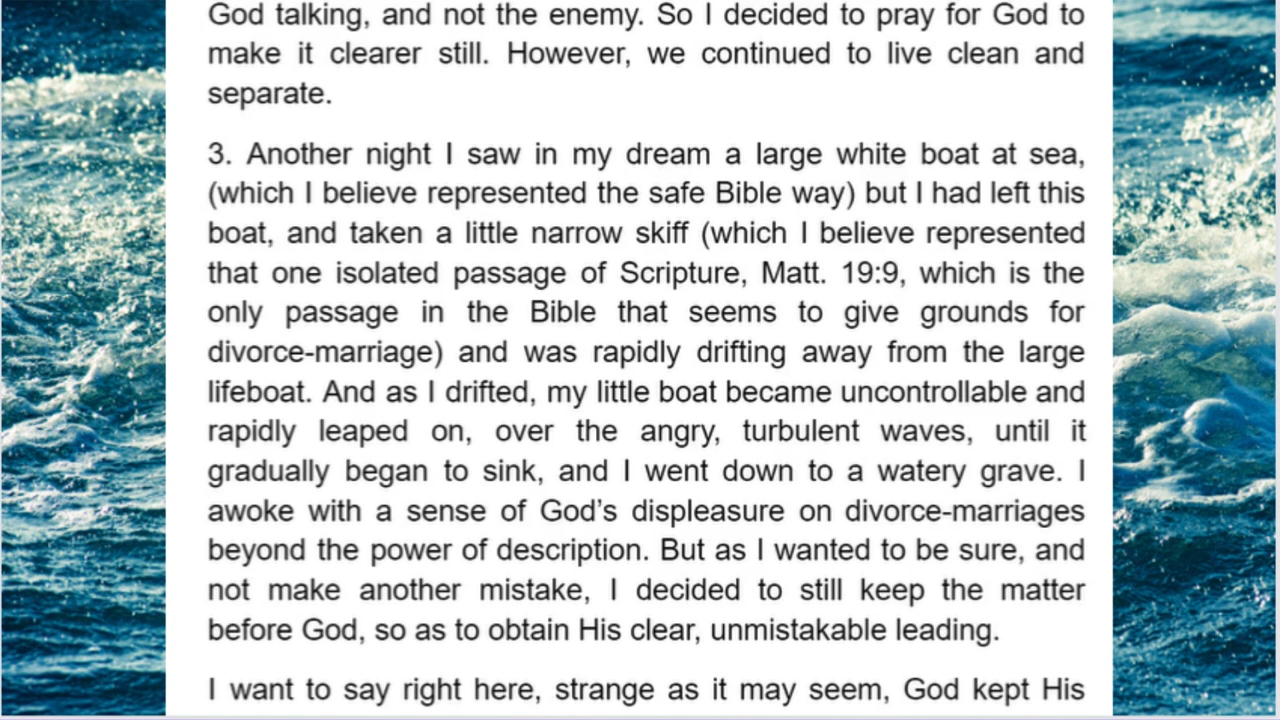 God talking, and not the enemy. So I decided to pray for God to
make it clearer still. However, we continued to live clean and
separate.
3. Another night I saw in my dream a large white boat at sea,
(which I believe represented the safe Bible way) but I had left this
boat, and taken a little narrow skiff (which I believe represented
that one isolated passage of Scripture, Matt. 19:9, which is the
only passage in the Bible that seems to give grounds for
divorce-marriage) and was rapidly drifting away from the large
lifeboat. And as I drifted, my little boat became uncontrollable and
rapidly leaped on, over the angry, turbulent waves, until it
gradually began to sink, and I went down to a watery grave. I
awoke with a sense of God’s displeasure on divorce-marriages
beyond the power of description. But as I wanted to be sure, and
not make another mistake, I decided to still keep the matter
before God, so as to obtain His clear, unmistakable leading.
I want to say right here, strange as it may seem, God kept His